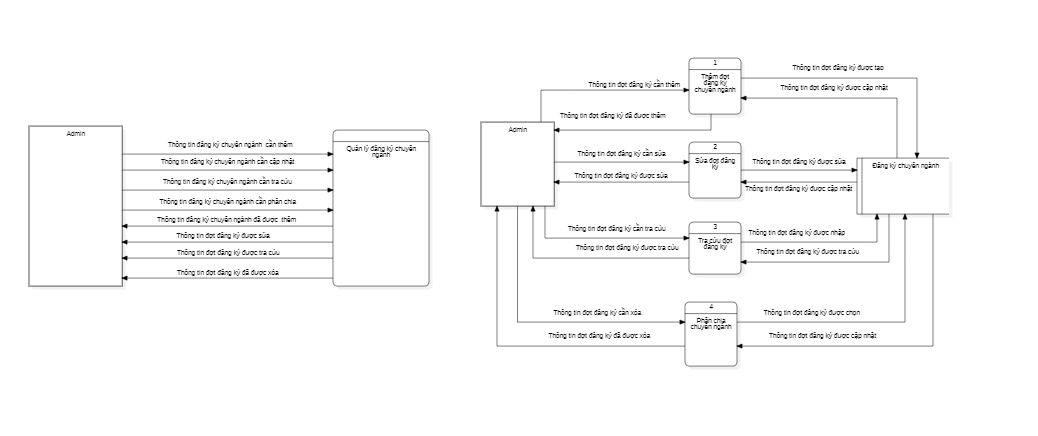 Admin
Quản lý đăng ký chuyên
ngành
Thông tin đăng ký chuyên ngành cần thêm
Thông tin đăng ký chuyên ngành cần cập nhật
Thông tin đăng ký chuyên ngành cần tra cứu
Thông tin đăng ký chuyên ngành cần phân chia
Thông tin đăng ký chuyên ngành đã được thêm
Thông tin đợt đăng ký được sửa
Thông tin đợt đăng ký được tra cứu
Thông tin đợt đăng ký đã được xóa
Admin
1
Thêm đợt
đăng ký
chuyên ngành
Thông tin đợt đăng ký cần thêm
Thông tin đợt đăng ký đã được thêm
Thông tin đợt đăng ký được tạo
Thông tin đợt đăng ký được cập nhật
2
Sửa đợt đăng
ký
Thông tin đợt đăng ký cần sửa
Thông tin đợt đăng ký được sửa
Thông tin đợt đăng ký được sửa
Thông tin đợt đăng ký được cập nhật
Đăng ký chuyên ngành
3
Tra cứu đợt
đăng ký
Thông tin đợt đăng ký cần tra cứu
Thông tin đợt đăng ký được tra cứu
Thông tin đợt đăng ký được nhập
Thông tin đợt đăng ký được tra cứu
4
Phân chia
chuyên ngành
Thông tin đợt đăng ký cần xóa
Thông tin đợt đăng ký đã được xóa
Thông tin đợt đăng ký được chọn
Thông tin đợt đăng ký được cập nhật